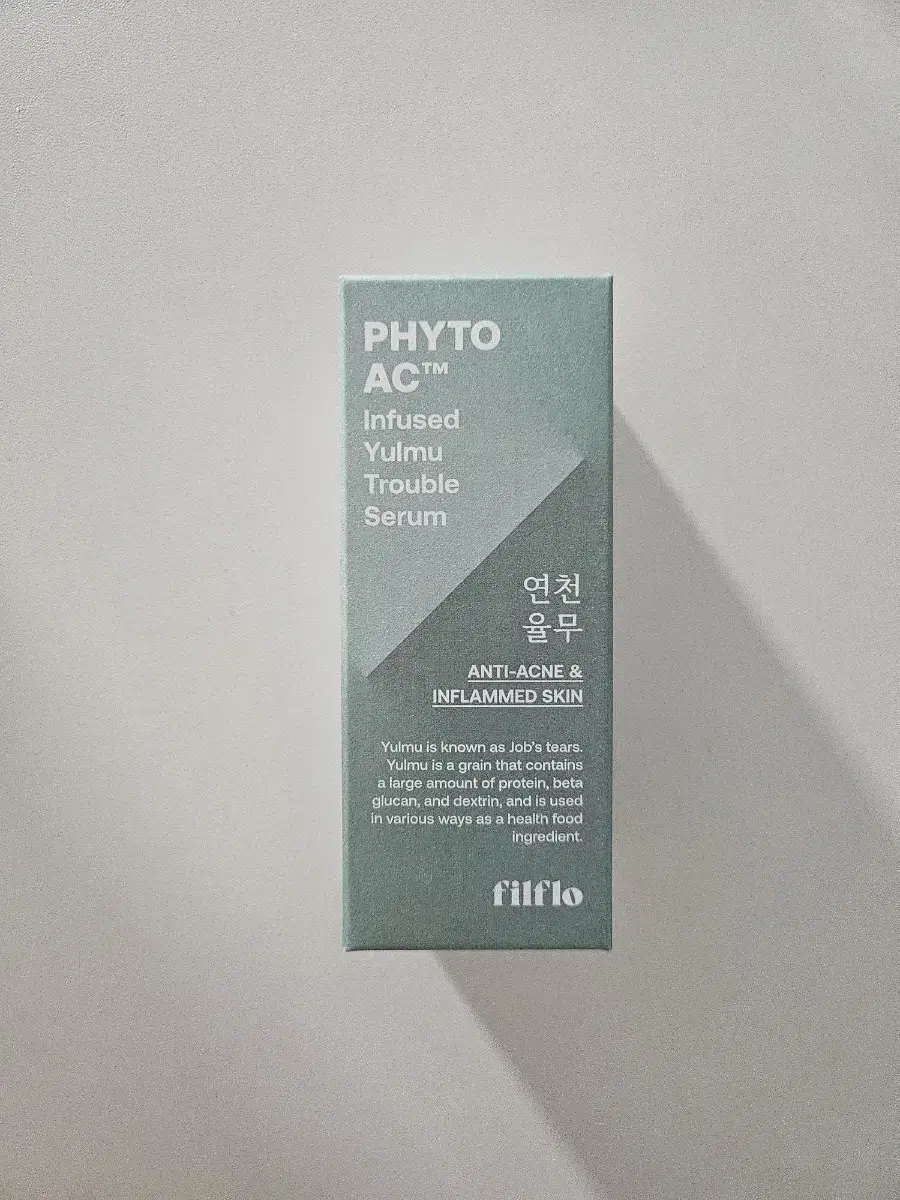 PHYTO
AC™
Infused
Yulmu
Trouble
Serum
연천
율무
ANTI-ACNE &
INFLAMMED SKIN
Yulmu is known as Job's tears.
Yulmu is a grain that contains
a large amount of protein, beta
glucan, and dextrin, and is used
in various ways as a health food
ingredient.
filflo